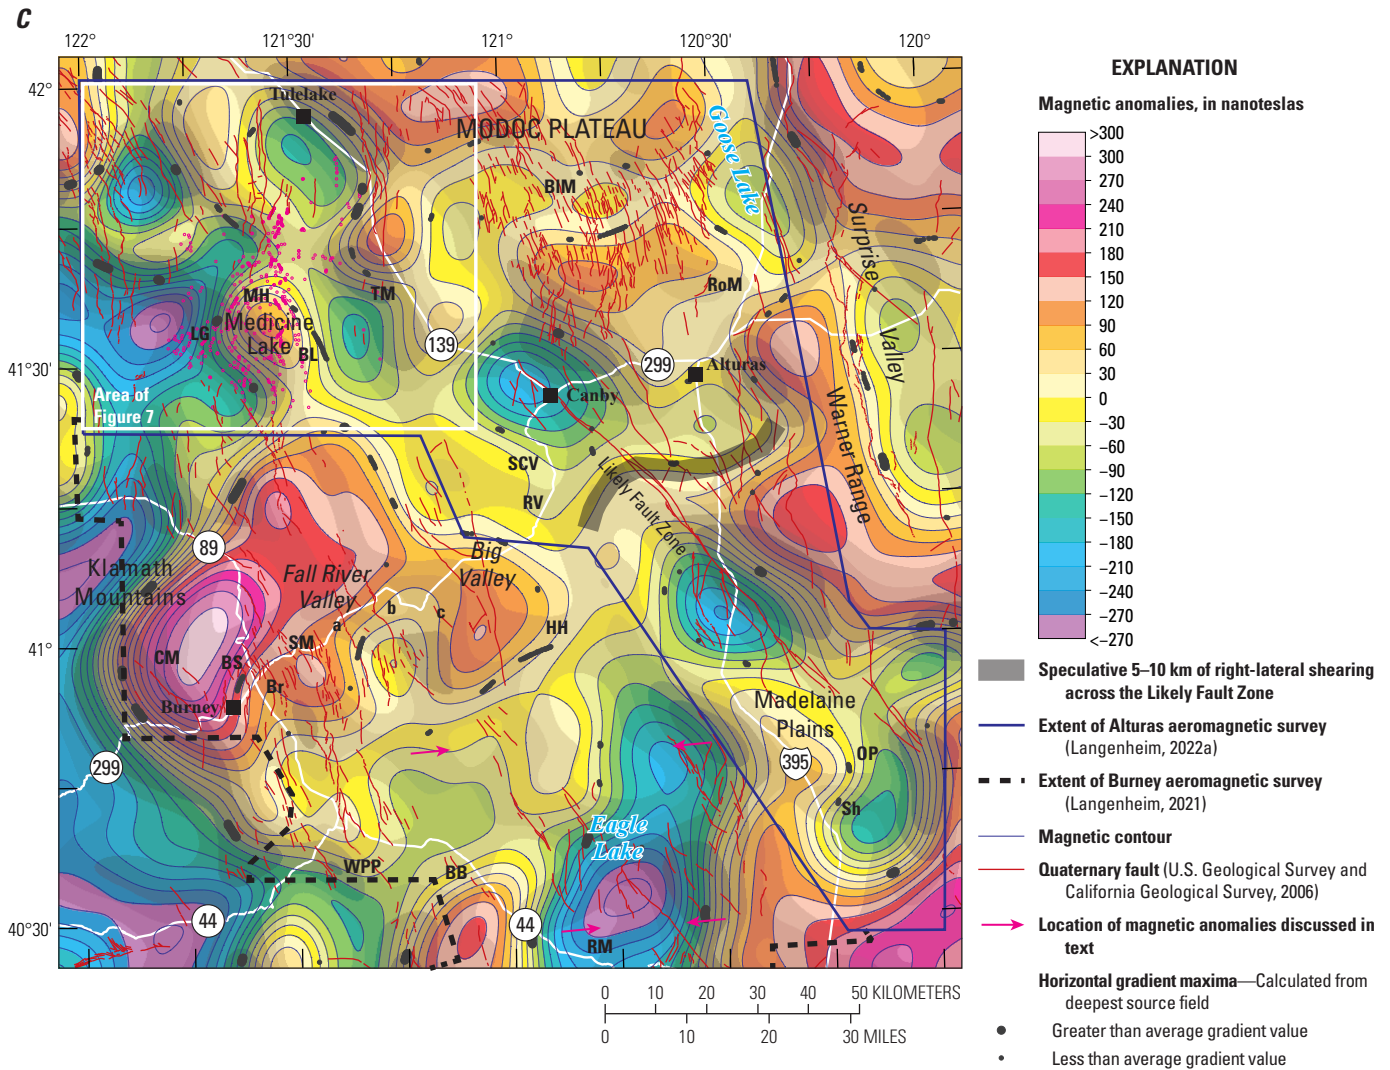 C
122° 121°30' 121° 120°30' 120°
42°
41°30'
41°
40°30'
Tulelake
MODOC PLATEAU
Goose Lake
BIM
Surprise
Valley
RoM
MH
TM
LG
Medicine
Lake
BL
139
299
Alturas
Canby
Area of
Figure 7
Warner Range
SCV
RV
Likely Fault Zone
89
Big
Valley
Klamath
Mountains
Fall River
Valley
a
b
c
SM
HH
CM
BS
Br
Burney
Madelaine
Plains
OP
395
299
Sh
Eagle
Lake
WPP
BB
44
44
RM
0 10 20 30 40 50 KILOMETERS
0 10 20 30 MILES
EXPLANATION
Magnetic anomalies, in nanoteslas
>300
300
270
240
210
180
150
120
90
60
30
0
−30
−60
−90
−120
−150
−180
−210
−240
−270
<−270
Speculative 5–10 km of right-lateral shearing
across the Likely Fault Zone
Extent of Alturas aeromagnetic survey
(Langenheim, 2022a)
Extent of Burney aeromagnetic survey
(Langenheim, 2021)
Magnetic contour
Quaternary fault (U.S. Geological Survey and
California Geological Survey, 2006)
Location of magnetic anomalies discussed in
text
Horizontal gradient maxima—Calculated from
deepest source field
Greater than average gradient value
Less than average gradient value